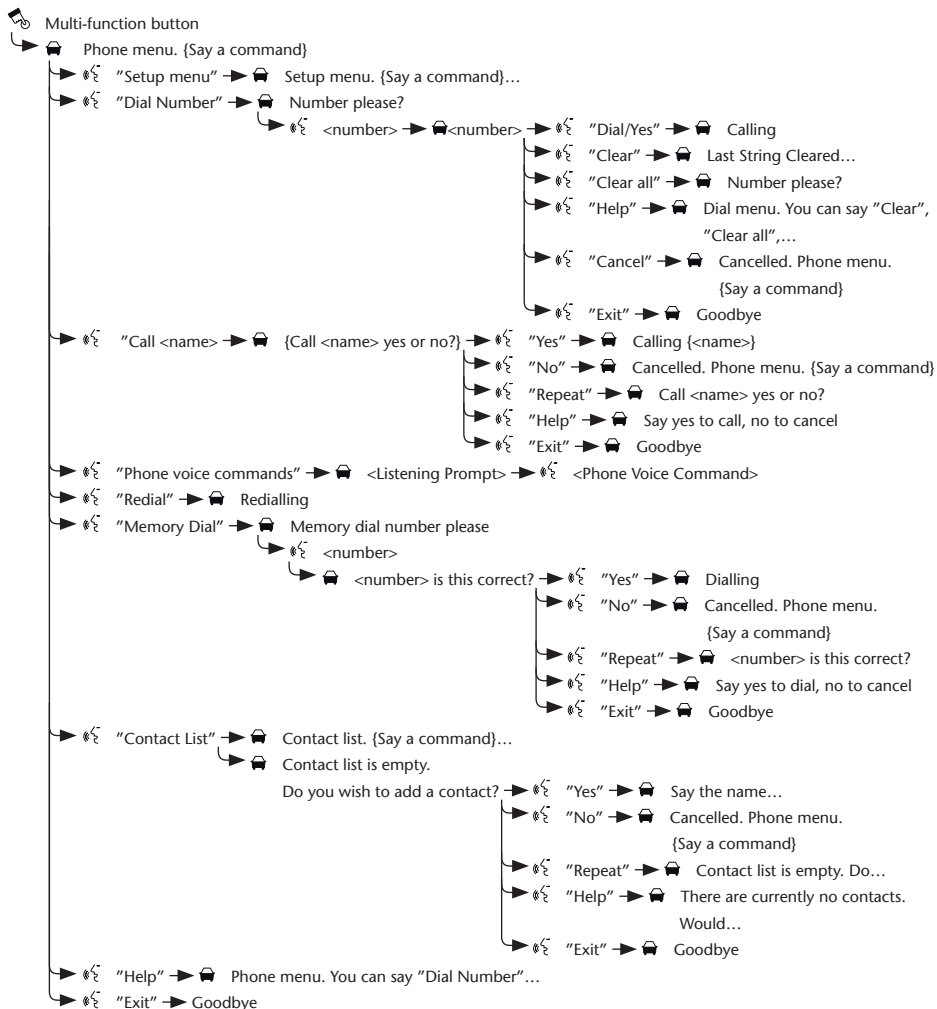 Multi-function button
Phone menu. {Say a command}
"Setup menu" Setup menu. {Say a command}…
"Dial Number" Number please?
<number> <number> "Dial/Yes" Calling
"Clear" Last String Cleared…
"Clear all" Number please?
"Help" Dial menu. You can say "Clear",
"Clear all",…
"Cancel" Cancelled. Phone menu.
{Say a command}
"Exit" Goodbye
"Call <name> {Call <name> yes or no?} "Yes" Calling {<name>}
"No" Cancelled. Phone menu. {Say a command}
"Repeat" Call <name> yes or no?
"Help" Say yes to call, no to cancel
"Exit" Goodbye
"Phone voice commands" <Listening Prompt> <Phone Voice Command>
"Redial" Redialling
"Memory Dial" Memory dial number please
<number>
<number> is this correct? "Yes" Dialling
"No" Cancelled. Phone menu.
{Say a command}
"Repeat" <number> is this correct?
"Help" Say yes to dial, no to cancel
"Exit" Goodbye
"Contact List" Contact list. {Say a command}…
Contact list is empty.
Do you wish to add a contact? "Yes" Say the name…
"No" Cancelled. Phone menu.
{Say a command}
"Repeat" Contact list is empty. Do…
"Help" There are currently no contacts.
Would…
"Exit" Goodbye
"Help" Phone menu. You can say "Dial Number"…
"Exit" Goodbye